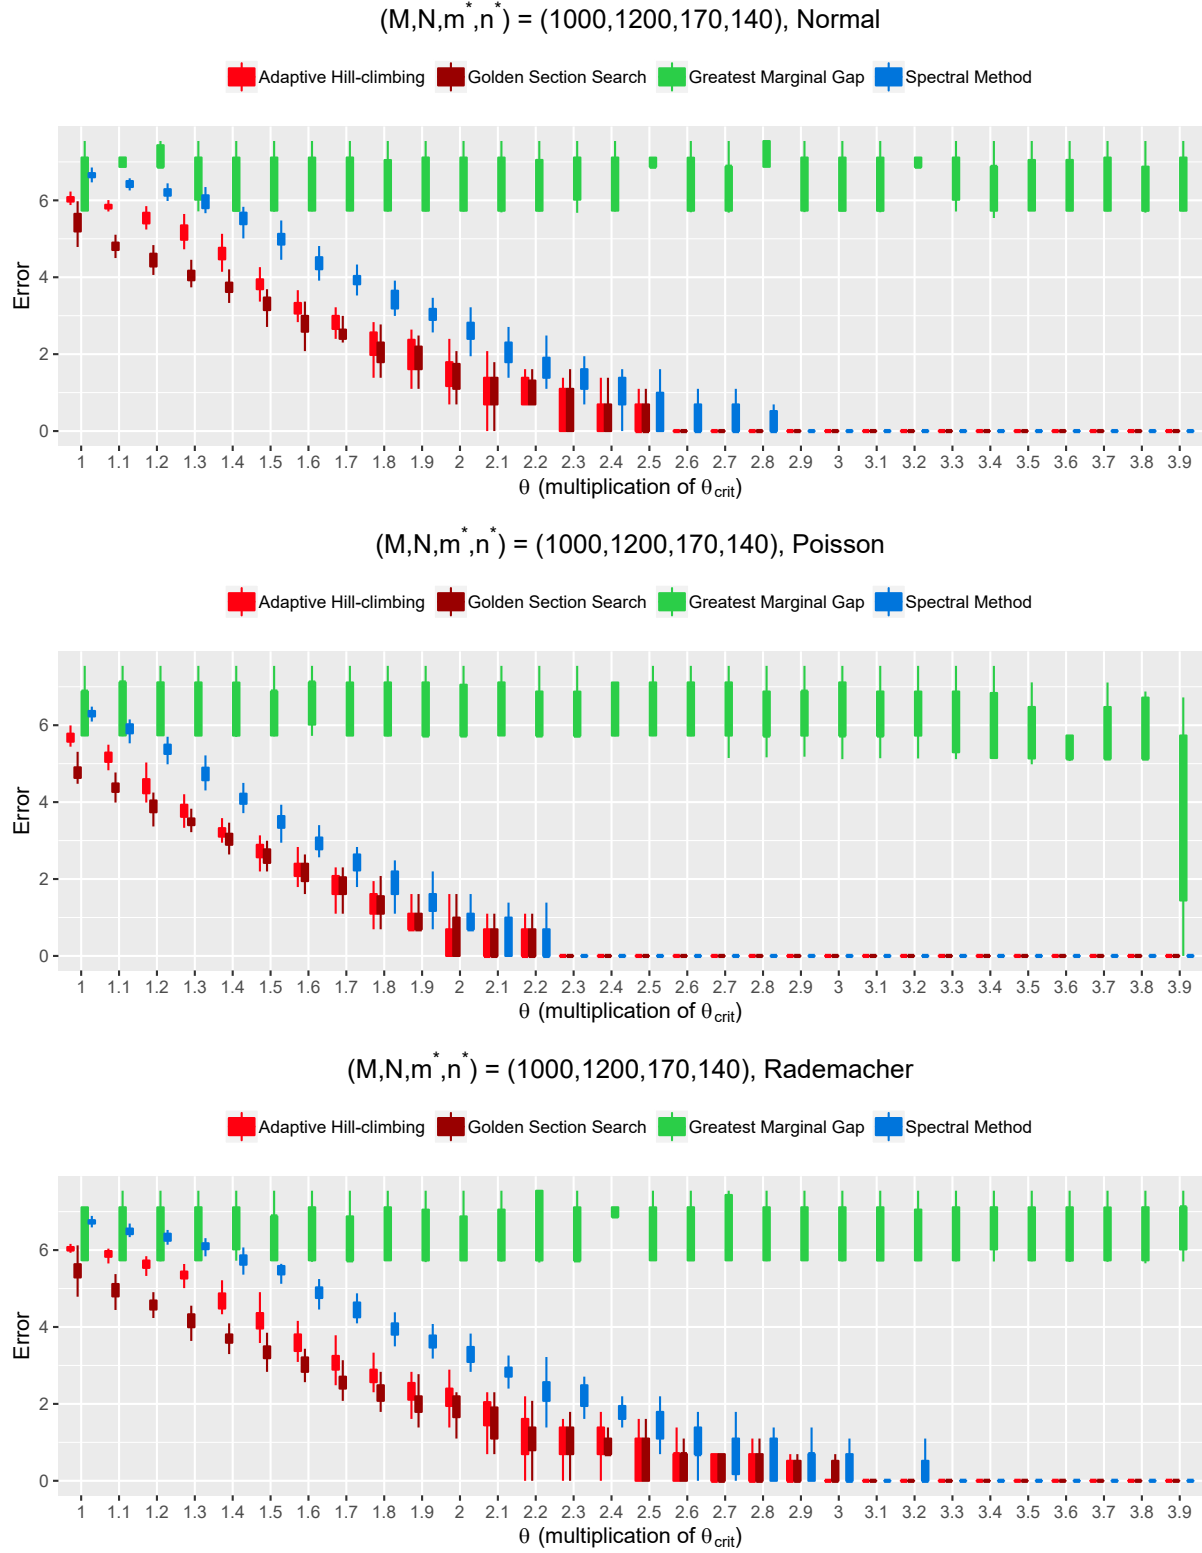 (M,N,m*,n*) = (1000,1200,170,140), Normal
Adaptive Hill-climbing Golden Section Search Greatest Marginal Gap Spectral Method
Error
6
4
2
0
1 1.1 1.2 1.3 1.4 1.5 1.6 1.7 1.8 1.9 2 2.1 2.2 2.3 2.4 2.5 2.6 2.7 2.8 2.9 3 3.1 3.2 3.3 3.4 3.5 3.6 3.7 3.8 3.9
θ (multiplication of θcrit)
(M,N,m*,n*) = (1000,1200,170,140), Poisson
Adaptive Hill-climbing Golden Section Search Greatest Marginal Gap Spectral Method
Error
6
4
2
0
1 1.1 1.2 1.3 1.4 1.5 1.6 1.7 1.8 1.9 2 2.1 2.2 2.3 2.4 2.5 2.6 2.7 2.8 2.9 3 3.1 3.2 3.3 3.4 3.5 3.6 3.7 3.8 3.9
θ (multiplication of θcrit)
(M,N,m*,n*) = (1000,1200,170,140), Rademacher
Adaptive Hill-climbing Golden Section Search Greatest Marginal Gap Spectral Method
Error
6
4
2
0
1 1.1 1.2 1.3 1.4 1.5 1.6 1.7 1.8 1.9 2 2.1 2.2 2.3 2.4 2.5 2.6 2.7 2.8 2.9 3 3.1 3.2 3.3 3.4 3.5 3.6 3.7 3.8 3.9
θ (multiplication of θcrit)